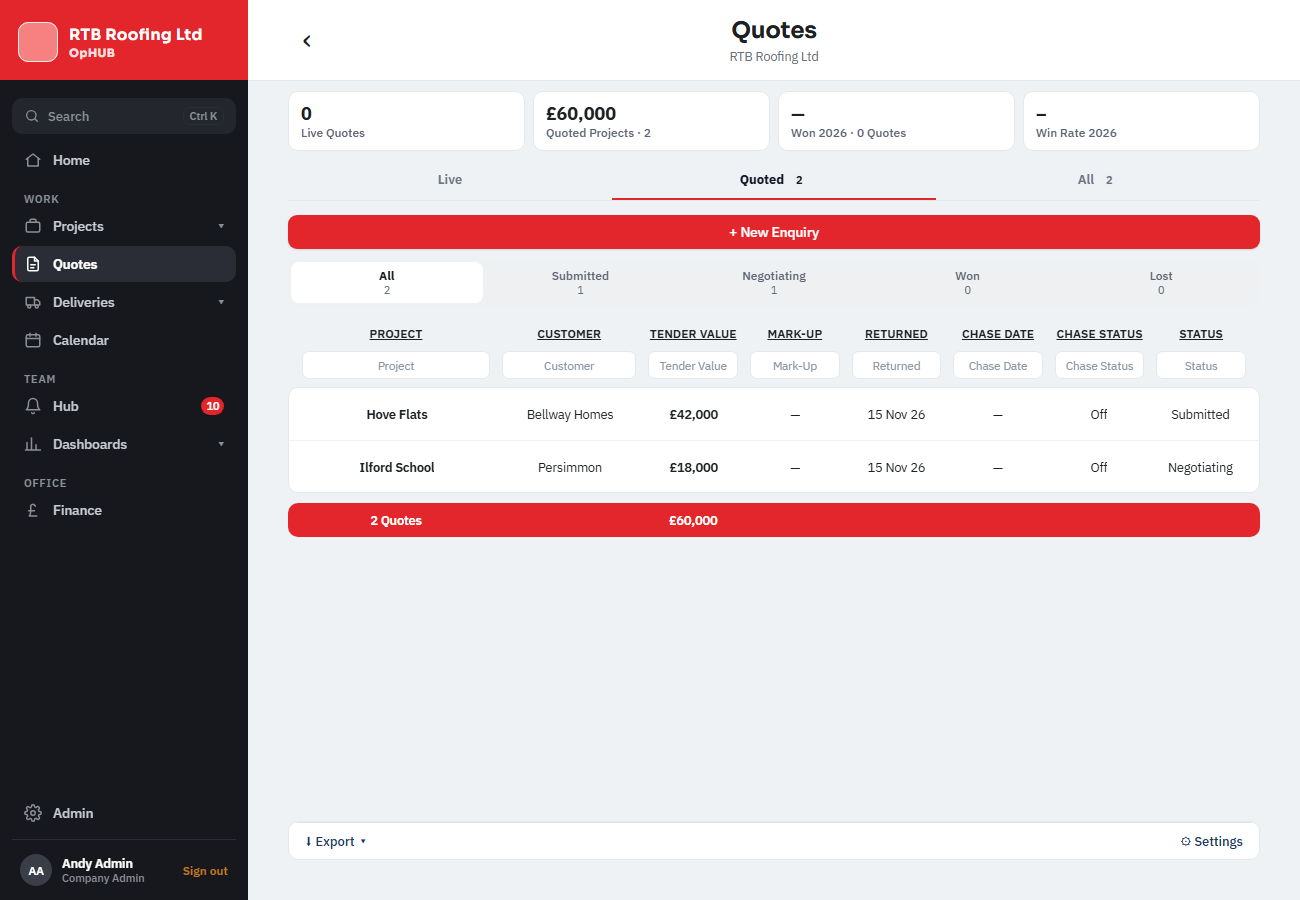 RTB Roofing Ltd
OpHUB
Search Ctrl K
Home
WORK
Projects
Quotes
Deliveries
Calendar
TEAM
Hub 10
Dashboards
OFFICE
Finance
Admin
AA Andy Admin
Company Admin
Sign out
Quotes
RTB Roofing Ltd
0
Live Quotes
£60,000
Quoted Projects · 2
—
Won 2026 · 0 Quotes
–
Win Rate 2026
Live Quoted 2 All 2
+ New Enquiry
All Submitted Negotiating Won Lost
2 1 1 0 0
PROJECT CUSTOMER TENDER VALUE MARK-UP RETURNED CHASE DATE CHASE STATUS STATUS
Project Customer Tender Value Mark-Up Returned Chase Date Chase Status Status
Hove Flats Bellway Homes £42,000 — 15 Nov 26 — Off Submitted
Ilford School Persimmon £18,000 — 15 Nov 26 — Off Negotiating
2 Quotes £60,000
Export Settings